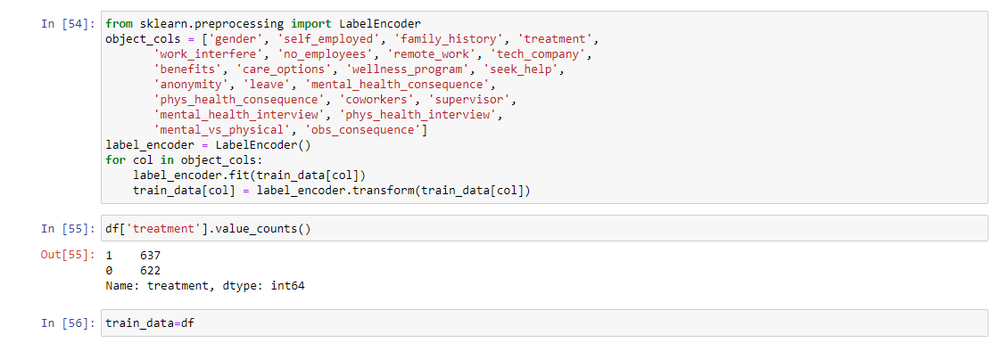 In [54]: from sklearn.preprocessing import LabelEncoder
object_cols = ['gender', 'self_employed', 'family_history', 'treatment',
       'work_interfere', 'no_employees', 'remote_work', 'tech_company',
       'benefits', 'care_options', 'wellness_program', 'seek_help',
       'anonymity', 'leave', 'mental_health_consequence',
       'phys_health_consequence', 'coworkers', 'supervisor',
       'mental_health_interview', 'phys_health_interview',
       'mental_vs_physical', 'obs_consequence']
label_encoder = LabelEncoder()
for col in object_cols:
    label_encoder.fit(train_data[col])
    train_data[col] = label_encoder.transform(train_data[col])
In [55]: df['treatment'].value_counts()
Out[55]: 1    637
0    622
Name: treatment, dtype: int64
In [56]: train_data=df